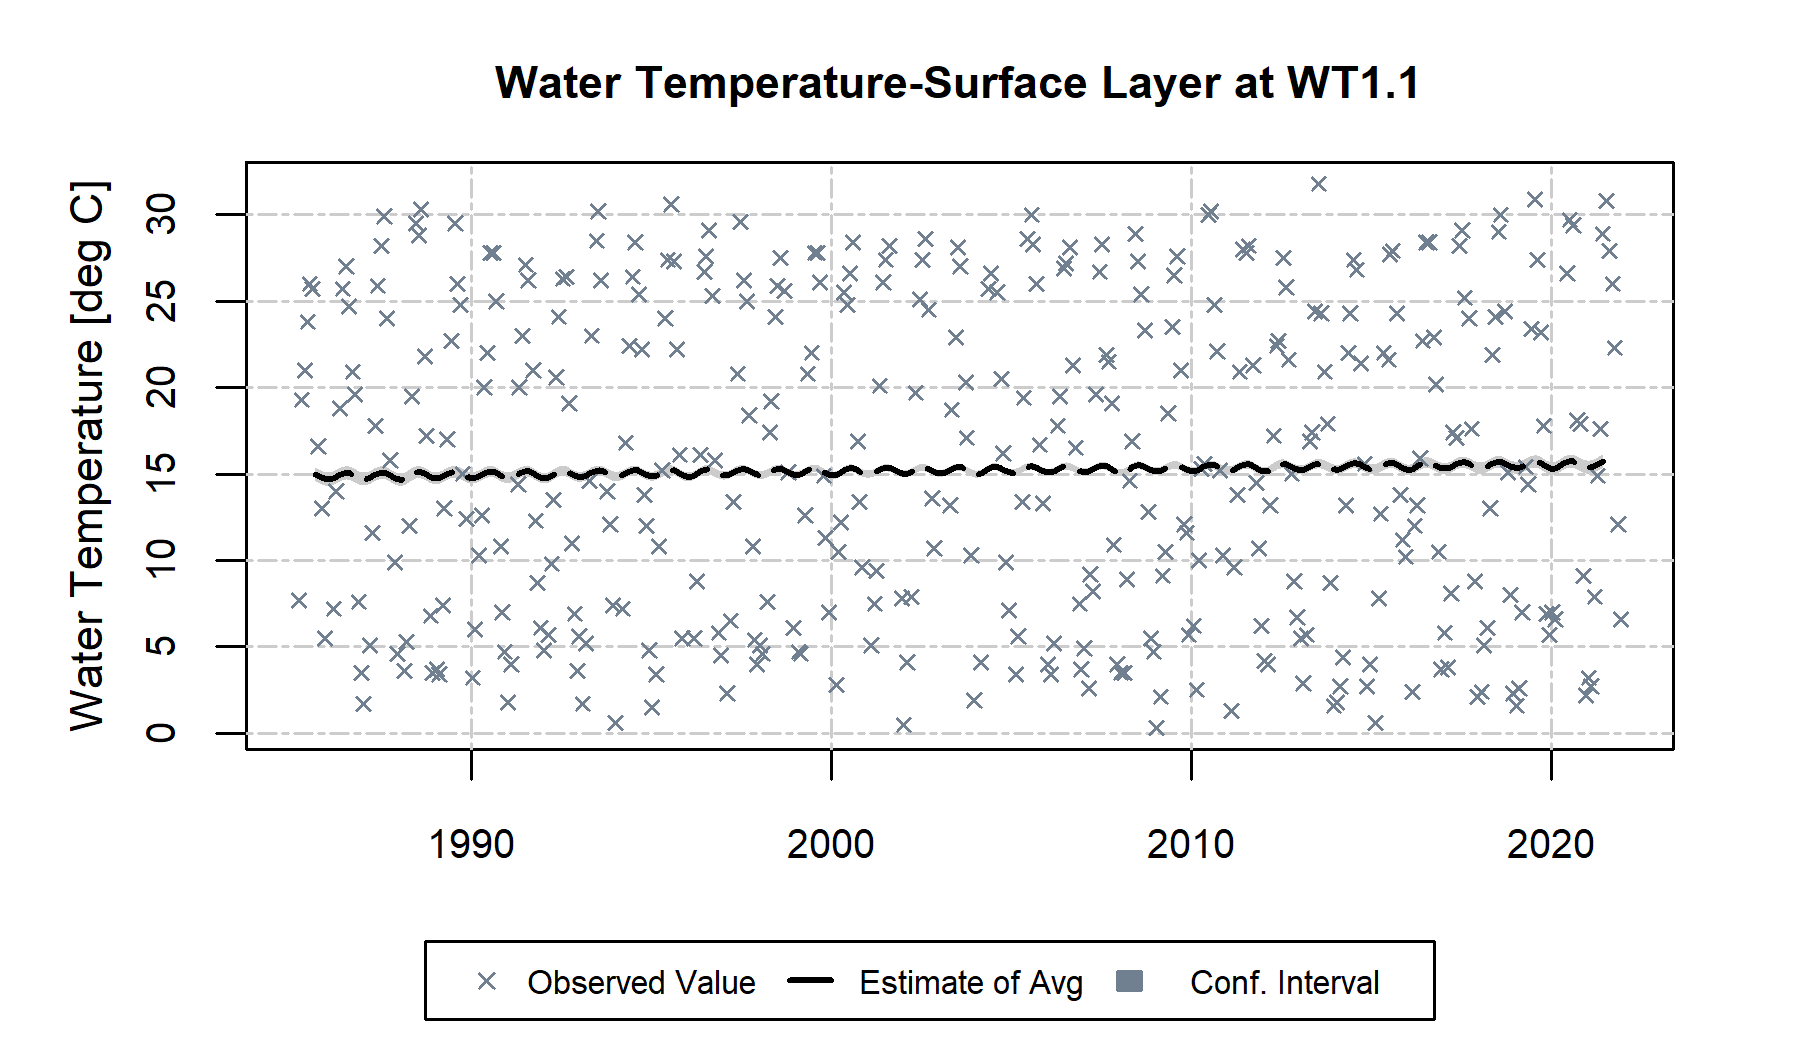 Water Temperature-Surface Layer at WT1.1
Water Temperature [deg C]
30
25
20
15
10
5
0
1990 2000 2010 2020
Observed Value Estimate of Avg Conf. Interval